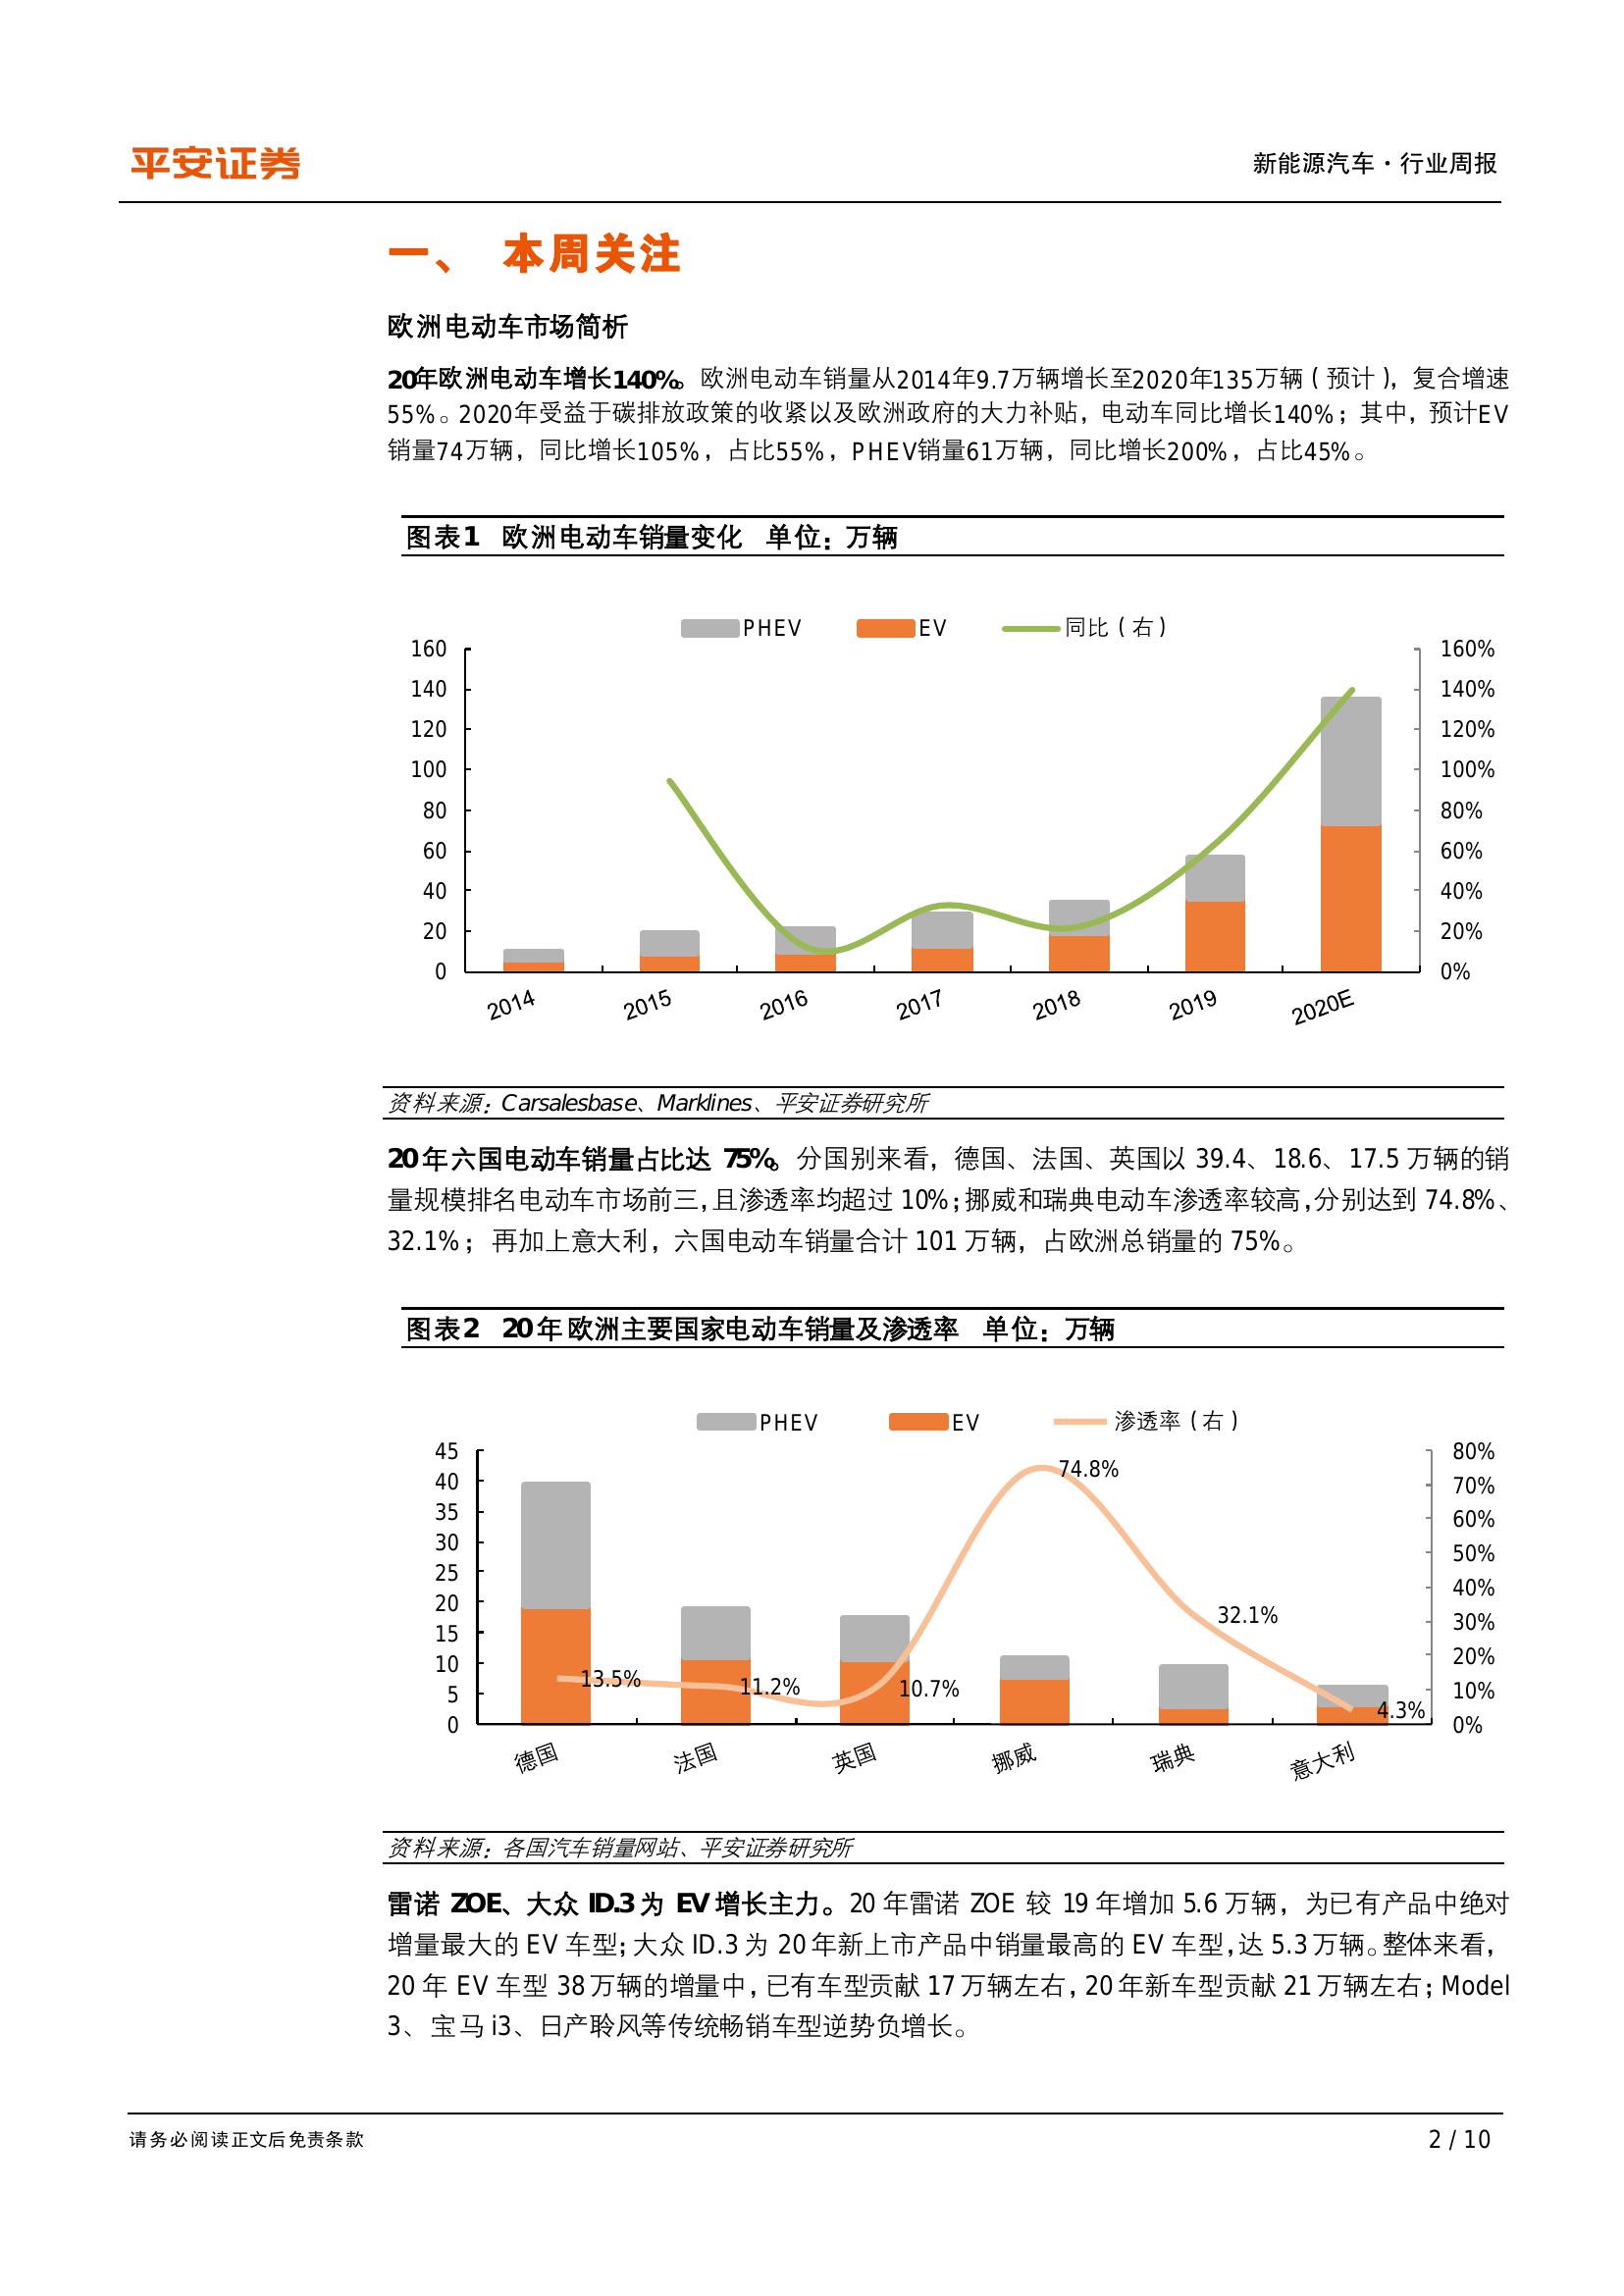 平安证券
新能源汽车·行业周报
一、 本周关注
欧洲电动车市场简析
20年欧洲电动车增长140%。欧洲电动车销量从2014年9.7万辆增长至2020年135万辆（预计），复合增速
55%。2020年受益于碳排放政策的收紧以及欧洲政府的大力补贴，电动车同比增长140%；其中，预计EV
销量74万辆，同比增长105%，占比55%，PHEV销量61万辆，同比增长200%，占比45%。
图表1 欧洲电动车销量变化 单位：万辆
PHEV EV 同比（右）
160 160%
140 140%
120 120%
100 100%
80 80%
60 60%
40 40%
20 20%
0 0%
2014 2015 2016 2017 2018 2019 2020E
资料来源：Carsalesbase、Marklines、平安证券研究所
20年六国电动车销量占比达 75%。分国别来看，德国、法国、英国以 39.4、18.6、17.5 万辆的销
量规模排名电动车市场前三，且渗透率均超过 10%；挪威和瑞典电动车渗透率较高，分别达到 74.8%、
32.1%；再加上意大利，六国电动车销量合计 101 万辆，占欧洲总销量的 75%。
图表2 20年欧洲主要国家电动车销量及渗透率 单位：万辆
PHEV EV 渗透率（右）
45 80%
40 70%
35 60%
30 50%
25 40%
20 30%
15 20%
10 10%
5 0%
0
74.8%
32.1%
13.5% 11.2% 10.7% 4.3%
德国 法国 英国 挪威 瑞典 意大利
资料来源：各国汽车销量网站、平安证券研究所
雷诺 ZOE、大众 ID.3 为 EV 增长主力。20 年雷诺 ZOE 较 19 年增加 5.6 万辆，为已有产品中绝对
增量最大的 EV 车型；大众 ID.3 为 20 年新上市产品中销量最高的 EV 车型，达 5.3 万辆。整体来看，
20 年 EV 车型 38 万辆的增量中，已有车型贡献 17 万辆左右，20 年新车型贡献 21 万辆左右；Model
3、宝马 i3、日产聆风等传统畅销车型逆势负增长。
请务必阅读正文后免责条款
2 / 10